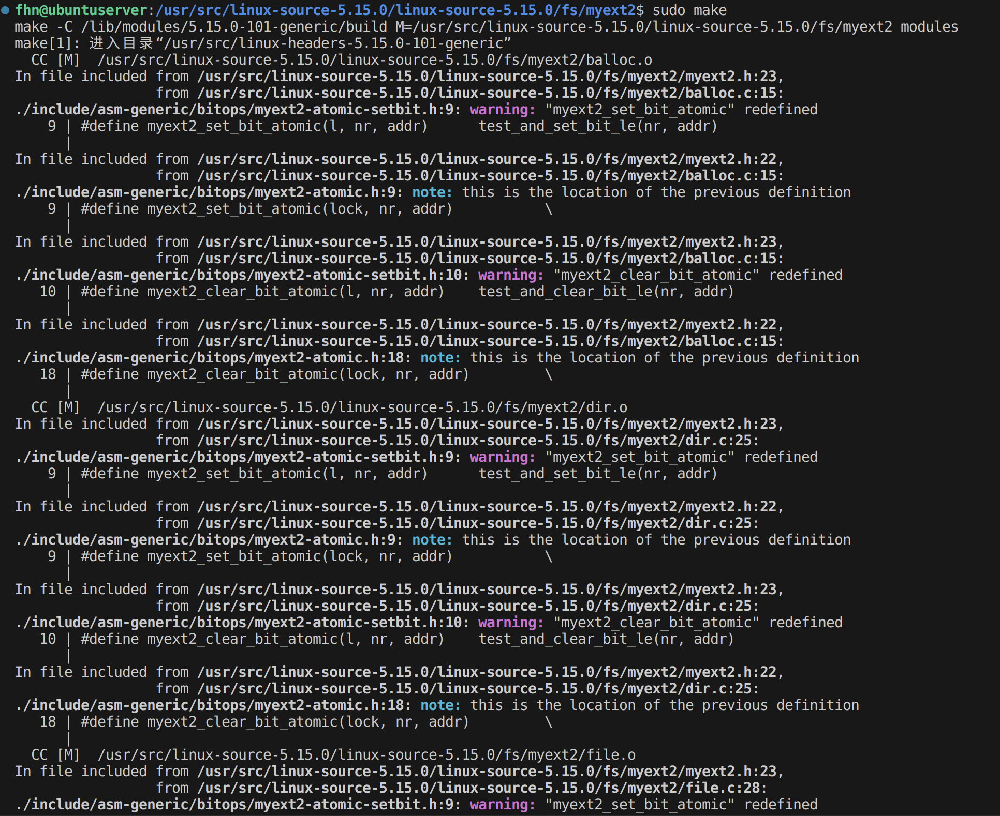 fhn@ubuntuserver:/usr/src/linux-source-5.15.0/linux-source-5.15.0/fs/myext2$ sudo make
make -C /lib/modules/5.15.0-101-generic/build M=/usr/src/linux-source-5.15.0/linux-source-5.15.0/fs/myext2 modules
make[1]: 进入目录“/usr/src/linux-headers-5.15.0-101-generic”
  CC [M]  /usr/src/linux-source-5.15.0/linux-source-5.15.0/fs/myext2/balloc.o
In file included from /usr/src/linux-source-5.15.0/linux-source-5.15.0/fs/myext2/myext2.h:23,
                 from /usr/src/linux-source-5.15.0/linux-source-5.15.0/fs/myext2/balloc.c:15:
./include/asm-generic/bitops/myext2-atomic-setbit.h:9: warning: "myext2_set_bit_atomic" redefined
    9 | #define myext2_set_bit_atomic(l, nr, addr)      test_and_set_bit_le(nr, addr)
      |
In file included from /usr/src/linux-source-5.15.0/linux-source-5.15.0/fs/myext2/myext2.h:22,
                 from /usr/src/linux-source-5.15.0/linux-source-5.15.0/fs/myext2/balloc.c:15:
./include/asm-generic/bitops/myext2-atomic.h:9: note: this is the location of the previous definition
    9 | #define myext2_set_bit_atomic(lock, nr, addr)           \
      |
In file included from /usr/src/linux-source-5.15.0/linux-source-5.15.0/fs/myext2/myext2.h:23,
                 from /usr/src/linux-source-5.15.0/linux-source-5.15.0/fs/myext2/balloc.c:15:
./include/asm-generic/bitops/myext2-atomic-setbit.h:10: warning: "myext2_clear_bit_atomic" redefined
   10 | #define myext2_clear_bit_atomic(l, nr, addr)    test_and_clear_bit_le(nr, addr)
      |
In file included from /usr/src/linux-source-5.15.0/linux-source-5.15.0/fs/myext2/myext2.h:22,
                 from /usr/src/linux-source-5.15.0/linux-source-5.15.0/fs/myext2/balloc.c:15:
./include/asm-generic/bitops/myext2-atomic.h:18: note: this is the location of the previous definition
   18 | #define myext2_clear_bit_atomic(lock, nr, addr)         \
      |
  CC [M]  /usr/src/linux-source-5.15.0/linux-source-5.15.0/fs/myext2/dir.o
In file included from /usr/src/linux-source-5.15.0/linux-source-5.15.0/fs/myext2/myext2.h:23,
                 from /usr/src/linux-source-5.15.0/linux-source-5.15.0/fs/myext2/dir.c:25:
./include/asm-generic/bitops/myext2-atomic-setbit.h:9: warning: "myext2_set_bit_atomic" redefined
    9 | #define myext2_set_bit_atomic(l, nr, addr)      test_and_set_bit_le(nr, addr)
      |
In file included from /usr/src/linux-source-5.15.0/linux-source-5.15.0/fs/myext2/myext2.h:22,
                 from /usr/src/linux-source-5.15.0/linux-source-5.15.0/fs/myext2/dir.c:25:
./include/asm-generic/bitops/myext2-atomic.h:9: note: this is the location of the previous definition
    9 | #define myext2_set_bit_atomic(lock, nr, addr)           \
      |
In file included from /usr/src/linux-source-5.15.0/linux-source-5.15.0/fs/myext2/myext2.h:23,
                 from /usr/src/linux-source-5.15.0/linux-source-5.15.0/fs/myext2/dir.c:25:
./include/asm-generic/bitops/myext2-atomic-setbit.h:10: warning: "myext2_clear_bit_atomic" redefined
   10 | #define myext2_clear_bit_atomic(l, nr, addr)    test_and_clear_bit_le(nr, addr)
      |
In file included from /usr/src/linux-source-5.15.0/linux-source-5.15.0/fs/myext2/myext2.h:22,
                 from /usr/src/linux-source-5.15.0/linux-source-5.15.0/fs/myext2/dir.c:25:
./include/asm-generic/bitops/myext2-atomic.h:18: note: this is the location of the previous definition
   18 | #define myext2_clear_bit_atomic(lock, nr, addr)         \
      |
  CC [M]  /usr/src/linux-source-5.15.0/linux-source-5.15.0/fs/myext2/file.o
In file included from /usr/src/linux-source-5.15.0/linux-source-5.15.0/fs/myext2/myext2.h:23,
                 from /usr/src/linux-source-5.15.0/linux-source-5.15.0/fs/myext2/file.c:28:
./include/asm-generic/bitops/myext2-atomic-setbit.h:9: warning: "myext2_set_bit_atomic" redefined